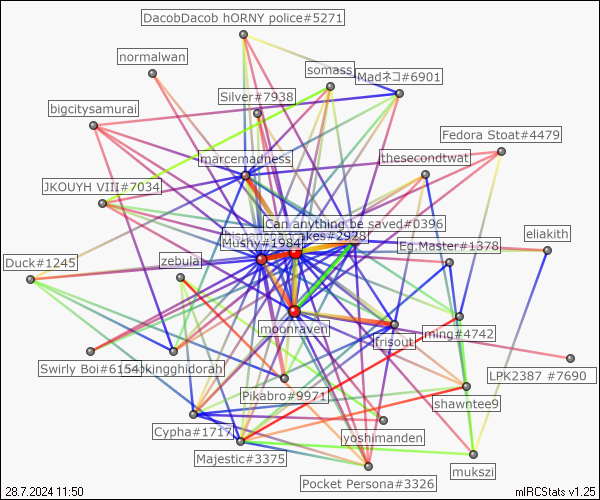 DacobDacob hORNY police#5271
normalwan
somass
Madネコ#6901
Silver#7938
bigcitysamurai
Fedora Stoat#4479
marcemadness
thesecondtwat
JKOUYH VIII#7034
Can anything be saved#0396
eliakith
akes#2928
Mushy#1984
Eg.Master#1378
Duck#1245
zebula
moonraven
ming#4742
frisout
Swirly Boi#6154
kingghidorah
LPK2387 #7690
Pikabro#9971
shawntee9
Cypha#1717
yoshimanden
Majestic#3375
mukszi
Pocket Persona#3326
28.7.2024 11:50
mIRCStats v1.25